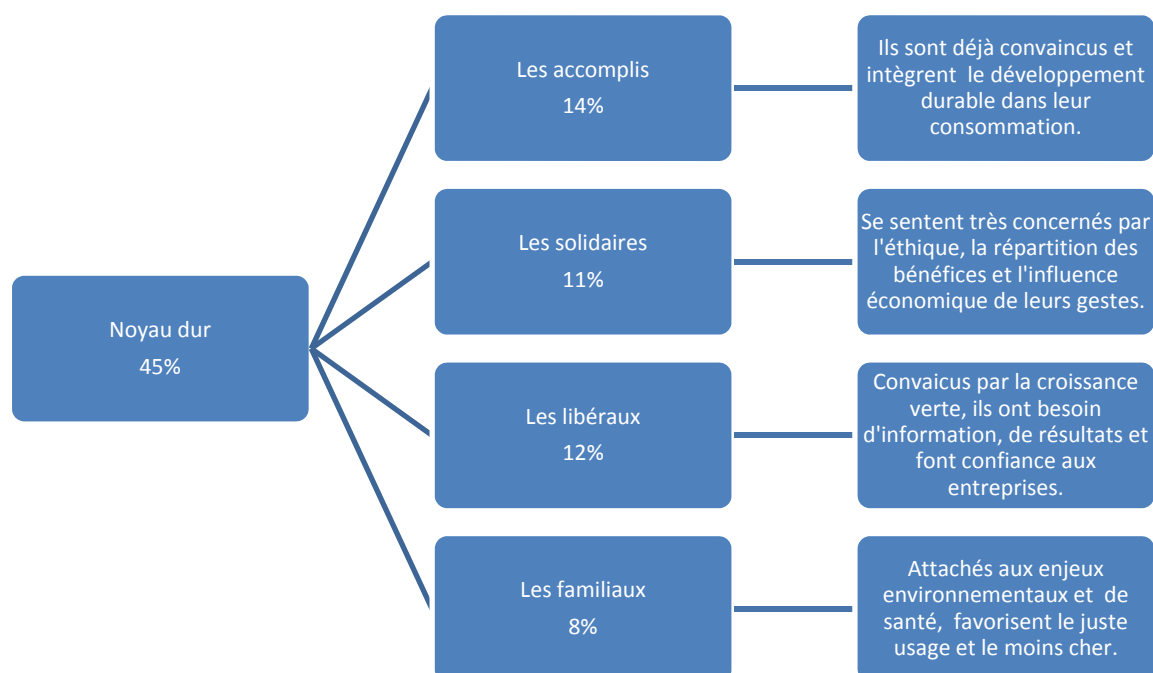 Noyau dur
45%
Les accomplis
14%
Ils sont déjà convaincus et
intègrent le développement
durable dans leur
consommation.
Les solidaires
11%
Se sentent très concernés par
l'éthique, la répartition des
bénéfices et l'influence
économique de leurs gestes.
Les libéraux
12%
Convaicus par la croissance
verte, ils ont besoin
d'information, de résultats et
font confiance aux
entreprises.
Les familiaux
8%
Attachés aux enjeux
environnementaux et de
santé, favorisent le juste
usage et le moins cher.